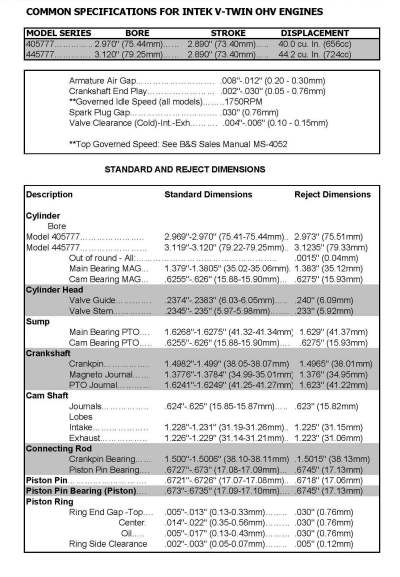 COMMON SPECIFICATIONS FOR INTEK V-TWIN OHV ENGINES
MODEL SERIES BORE STROKE DISPLACEMENT
405777 2.970" (75.44mm) 2.890" (73.40mm) 40.0 cu. In. (656cc)
445777 3.120" (79.25mm) 2.890" (73.40mm) 44.2 cu. In. (724cc)
Armature Air Gap .008"-.012" (0.20 - 0.30mm)
Crankshaft End Play .002"-.030" (0.05 - 0.76mm)
**Governed Idle Speed (all models) 1750RPM
Spark Plug Gap .030" (0.76mm)
Valve Clearance (Cold)-Int.-Exh. .004"-.006" (0.10 - 0.15mm)
**Top Governed Speed: See B&S Sales Manual MS-4052
STANDARD AND REJECT DIMENSIONS
Description Standard Dimensions Reject Dimensions
Cylinder
Bore
Model 405777 2.969"-2.970" (75.41-75.44mm) 2.973" (75.51mm)
Model 445777 3.119"-3.120" (79.22-79.25mm) 3.1235" (79.33mm)
Out of round - All: .0015" (0.04mm)
Main Bearing MAG 1.379"-1.3805" (35.02-35.06mm) 1.383" (35.12mm)
Cam Bearing MAG .6255"-.626" (15.88-15.90mm) .6275" (15.93mm)
Cylinder Head
Valve Guide .2374"-.2383" (6.03-6.05mm) .240" (6.09mm)
Valve Stem .2345"-.235" (5.97-5.98mm) .233" (5.92mm)
Sump
Main Bearing PTO 1.6268"-1.6275" (41.32-41.34mm) 1.629" (41.37mm)
Cam Bearing PTO .6255"-.626" (15.88-15.90mm) .6275" (15.93mm)
Crankshaft
Crankpin 1.4982"-1.499" (38.05-38.07mm) 1.4965" (38.01mm)
Magneto Journal 1.3776"-1.3784" (34.99-35.01mm) 1.376" (34.95mm)
PTO Journal 1.6241"-1.6249" (41.25-41.27mm) 1.623" (41.22mm)
Cam Shaft
Journals .624"-.625" (15.85-15.87mm) .623" (15.82mm)
Lobes
Intake 1.228"-1.231" (31.19-31.26mm) 1.225" (31.15mm)
Exhaust 1.226"-1.229" (31.14-31.21mm) 1.223" (31.06mm)
Connecting Rod
Crankpin Bearing 1.500"-1.5006" (38.10-38.11mm) .1.5015" (38.13mm)
Piston Pin Bearing .6727"-.673" (17.08-17.09mm) .6745" (17.13mm)
Piston Pin .6721"-.6726" (17.07-17.08mm) .6718" (17.06mm)
Piston Pin Bearing (Piston) .673"-.6735" (17.09-17.10mm) .6745" (17.13mm)
Piston Ring
Ring End Gap -Top .005"-.013" (0.13-0.33mm) .030" (0.76mm)
Center .014"-.022" (0.35-0.56mm) .030" (0.76mm)
Oil .005"-.017" (0.13-0.43mm) .030" (0.76mm)
Ring Side Clearance .002"-.003" (0.05-0.07mm) .005" (0.12mm)